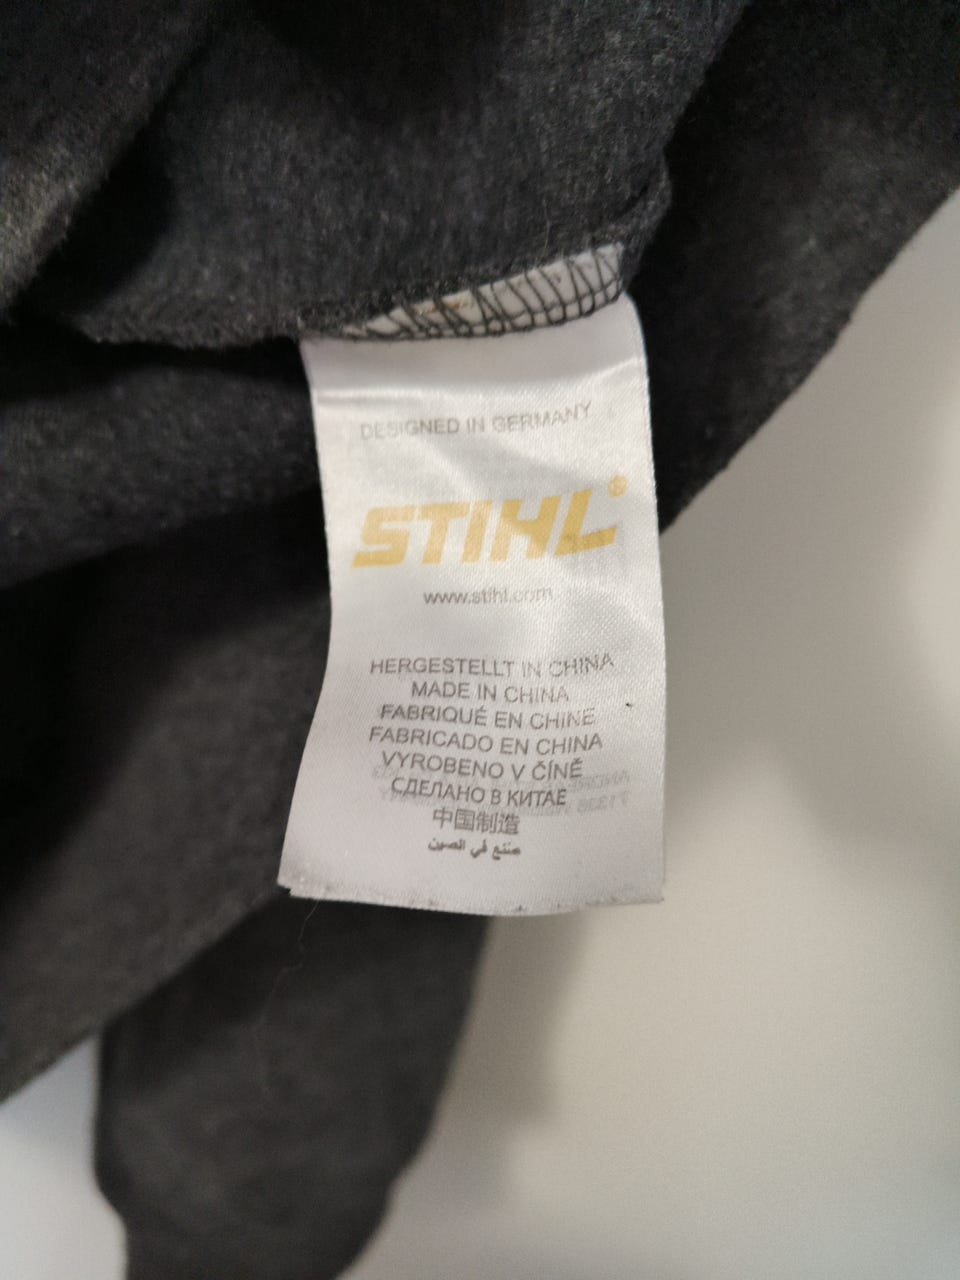 DESIGNED IN GERMANY
STIHL®
www.stihl.com
HERGESTELLT IN CHINA
MADE IN CHINA
FABRIQUÉ EN CHINE
FABRICADO EN CHINA
VYROBENO V ČÍNĚ
СДЕЛАНО В КИТАЕ
中国制造
صنع في الصين